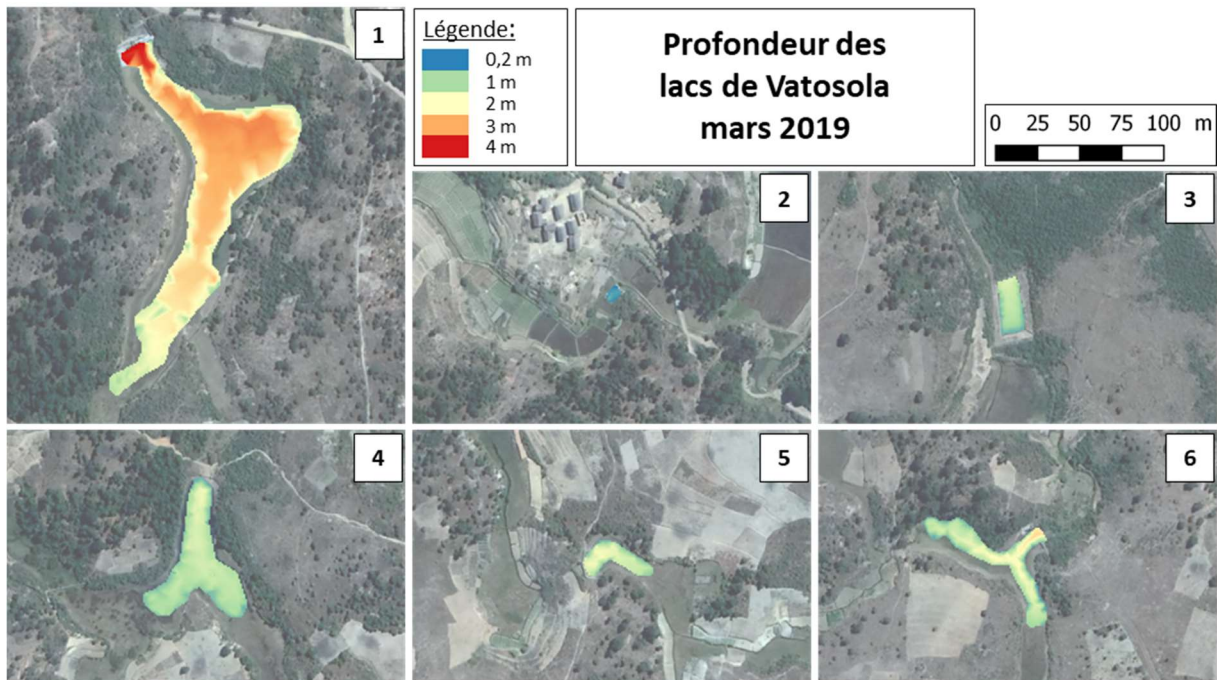 1
Légende:
0,2 m
1 m
2 m
3 m
4 m
Profondeur des
lacs de Vatosola
mars 2019
0 25 50 75 100 m
2
3
4
5
6